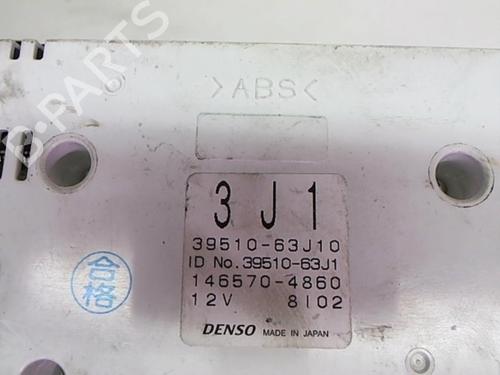 >ABS<
B-PARTS
3 J 1
39510-63J10
ID No. 39510-63J1
146570-4860
12V 8I02
DENSO MADE IN JAPAN
合格